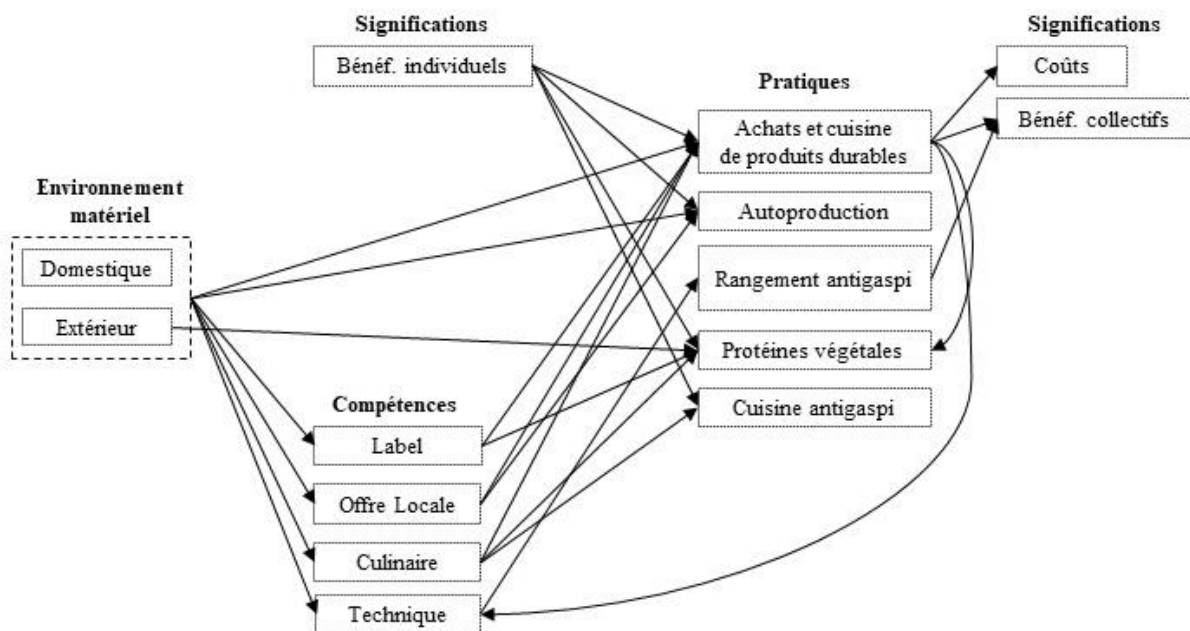 Significations
Bénéf. individuels
Significations
Coûts
Bénéf. collectifs
Pratiques
Achats et cuisine
de produits durables
Autoproduction
Rangement antigaspi
Protéines végétales
Cuisine antigaspi
Environnement
matériel
Domestique
Extérieur
Compétences
Label
Offre Locale
Culinaire
Technique